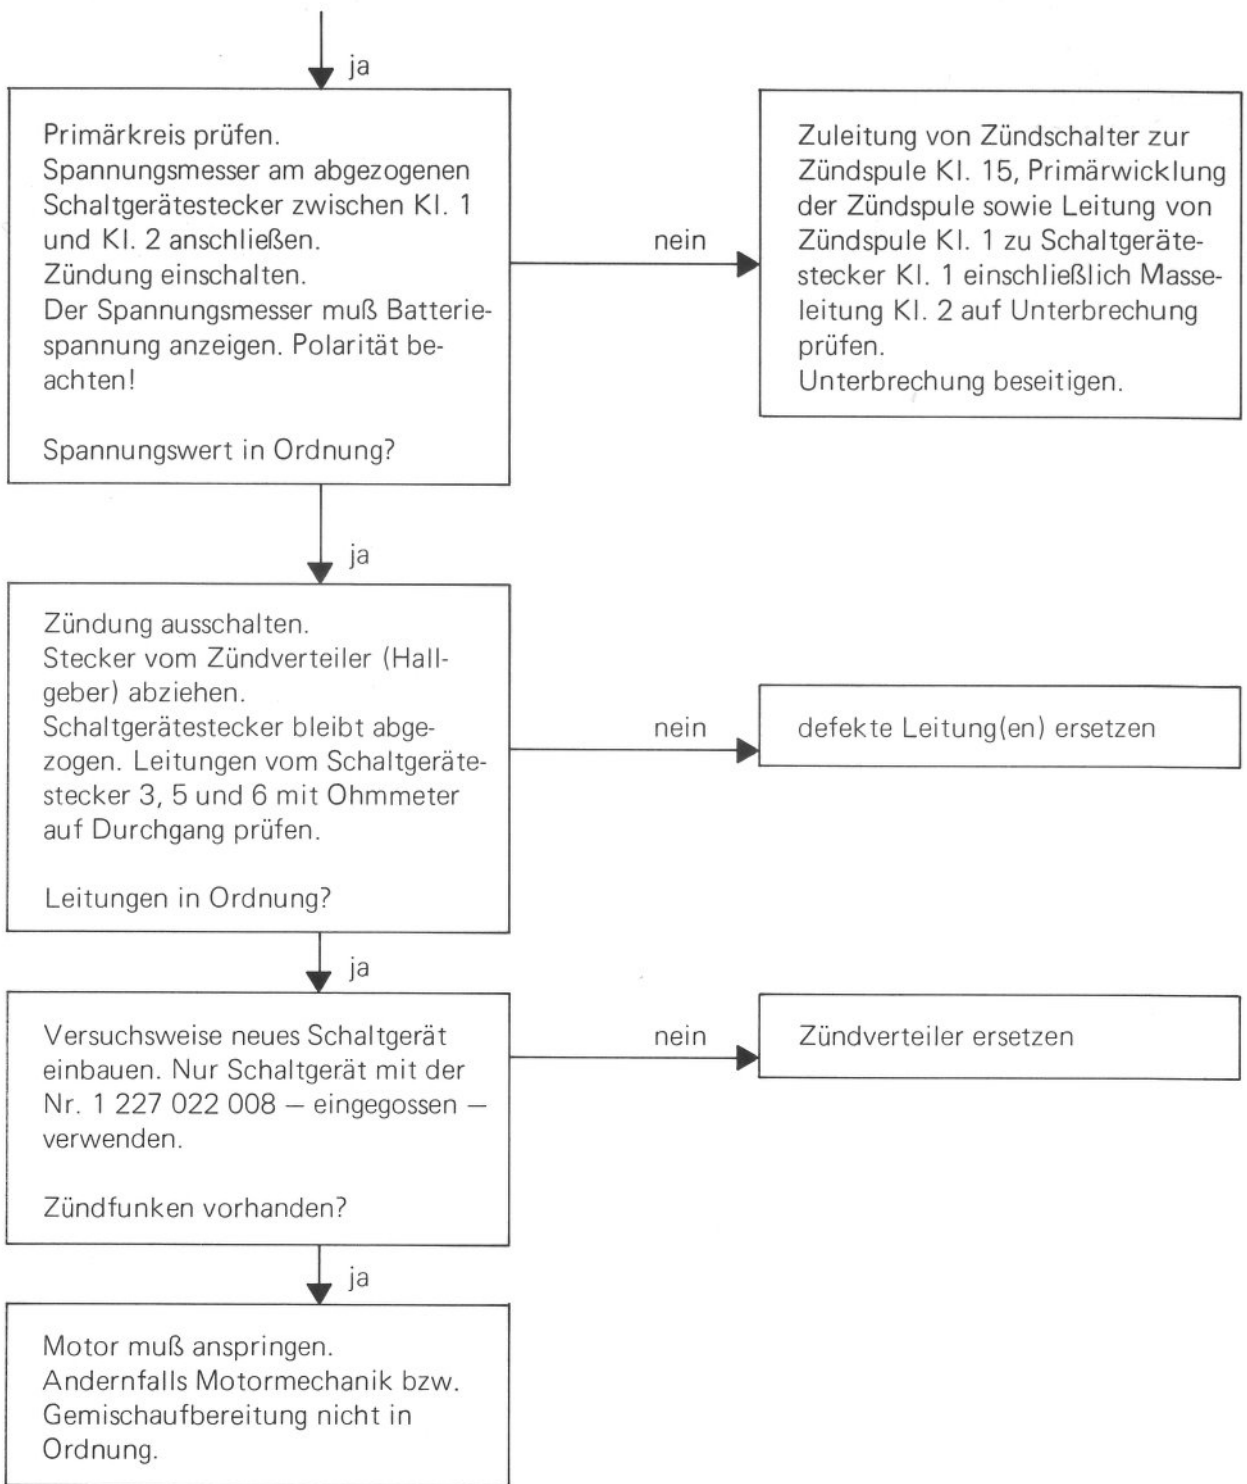 ja
Primärkreis prüfen.
Spannungsmesser am abgezogenen
Schaltgerätestecker zwischen Kl. 1
und Kl. 2 anschließen.
Zündung einschalten.
Der Spannungsmesser muß Batterie-
spannung anzeigen. Polarität be-
achten!
Spannungswert in Ordnung?
nein
Zuleitung von Zündschalter zur
Zündspule Kl. 15, Primärwicklung
der Zündspule sowie Leitung von
Zündspule Kl. 1 zu Schaltgeräte-
stecker Kl. 1 einschließlich Masse-
leitung Kl. 2 auf Unterbrechung
prüfen.
Unterbrechung beseitigen.
ja
Zündung ausschalten.
Stecker vom Zündverteiler (Hall-
geber) abziehen.
Schaltgerätestecker bleibt abge-
zogen. Leitungen vom Schaltgeräte-
stecker 3, 5 und 6 mit Ohmmeter
auf Durchgang prüfen.
Leitungen in Ordnung?
nein
defekte Leitung(en) ersetzen
ja
Versuchsweise neues Schaltgerät
einbauen. Nur Schaltgerät mit der
Nr. 1 227 022 008 — eingegossen —
verwenden.
Zündfunken vorhanden?
nein
Zündverteiler ersetzen
ja
Motor muß anspringen.
Andernfalls Motormechanik bzw.
Gemischaufbereitung nicht in
Ordnung.